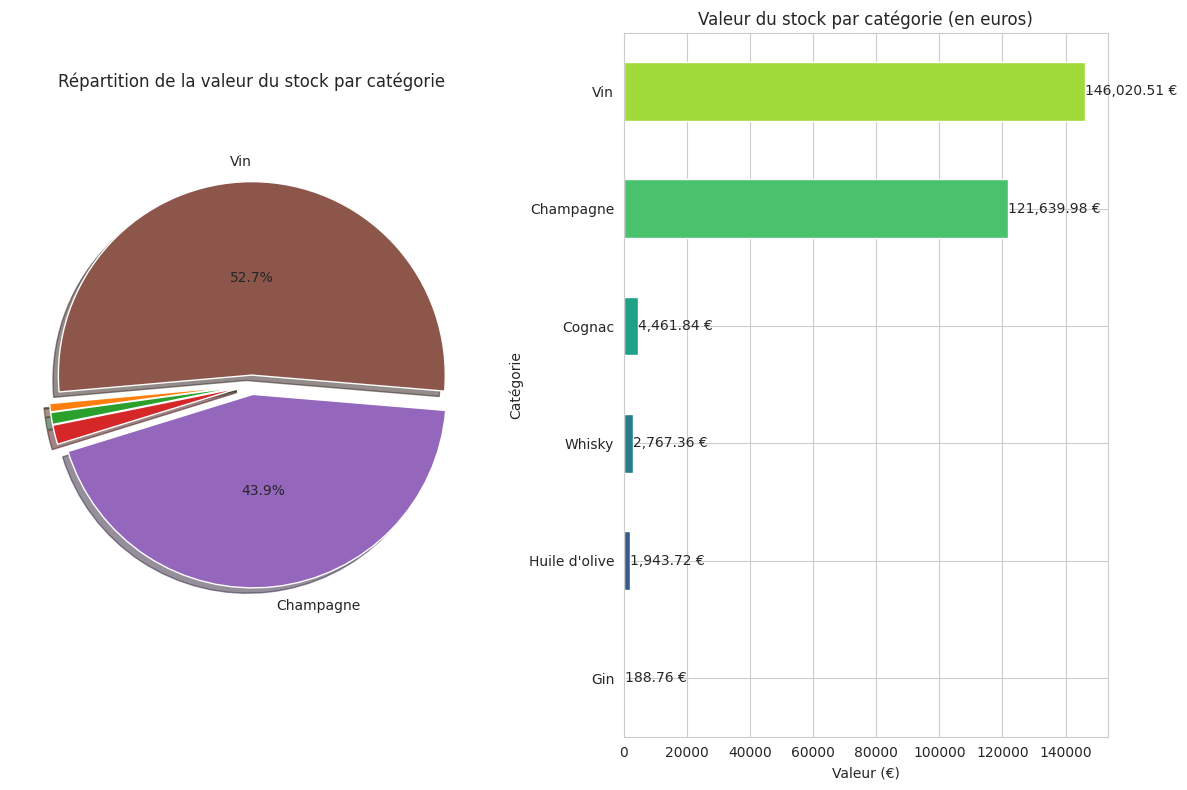 Répartition de la valeur du stock par catégorie
Vin
52.7%
43.9%
Champagne
Valeur du stock par catégorie (en euros)
Catégorie
Vin
146,020.51 €
Champagne
121,639.98 €
Cognac
4,461.84 €
Whisky
2,767.36 €
Huile d'olive
1,943.72 €
Gin
188.76 €
0 20000 40000 60000 80000 100000 120000 140000
Valeur (€)